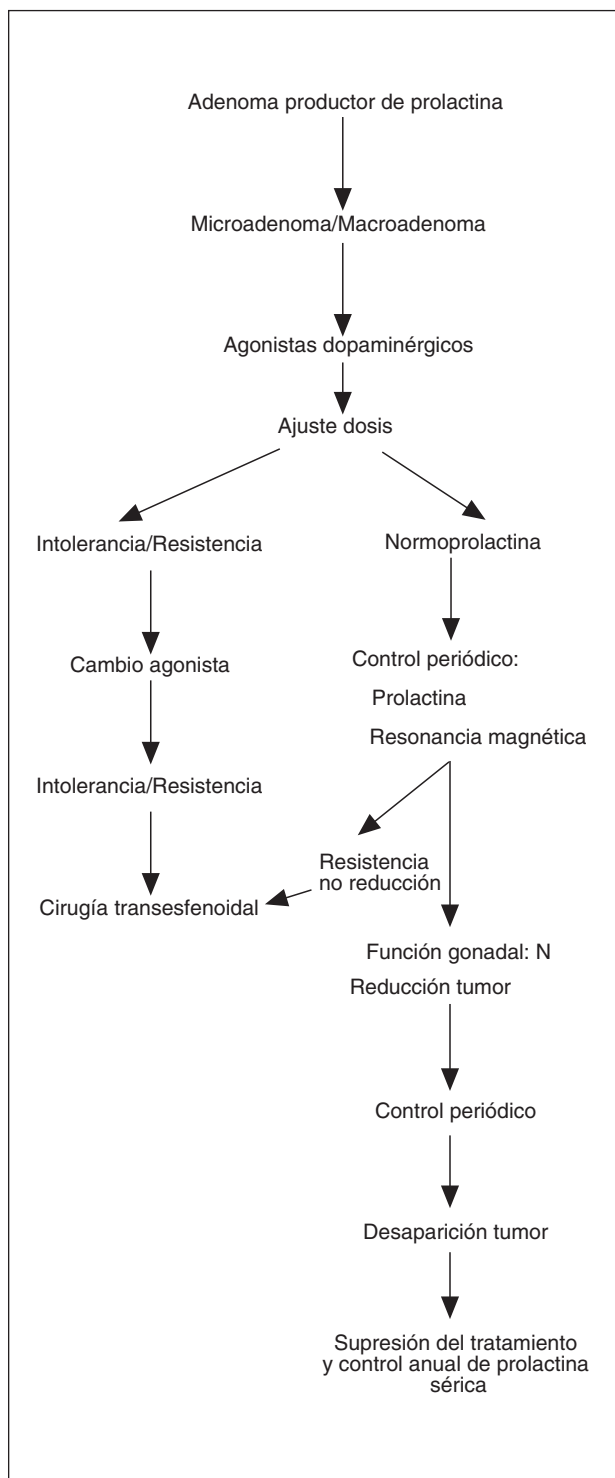 Adenoma productor de prolactina
Microadenoma/Macroadenoma
Agonistas dopaminérgicos
Ajuste dosis
Intolerancia/Resistencia
Normoprolactina
Cambio agonista
Control periódico:
Prolactina
Resonancia magnética
Intolerancia/Resistencia
Resistencia
no reducción
Cirugía transesfenoidal
Función gonadal: N
Reducción tumor
Control periódico
Desaparición tumor
Supresión del tratamiento
y control anual de prolactina
sérica